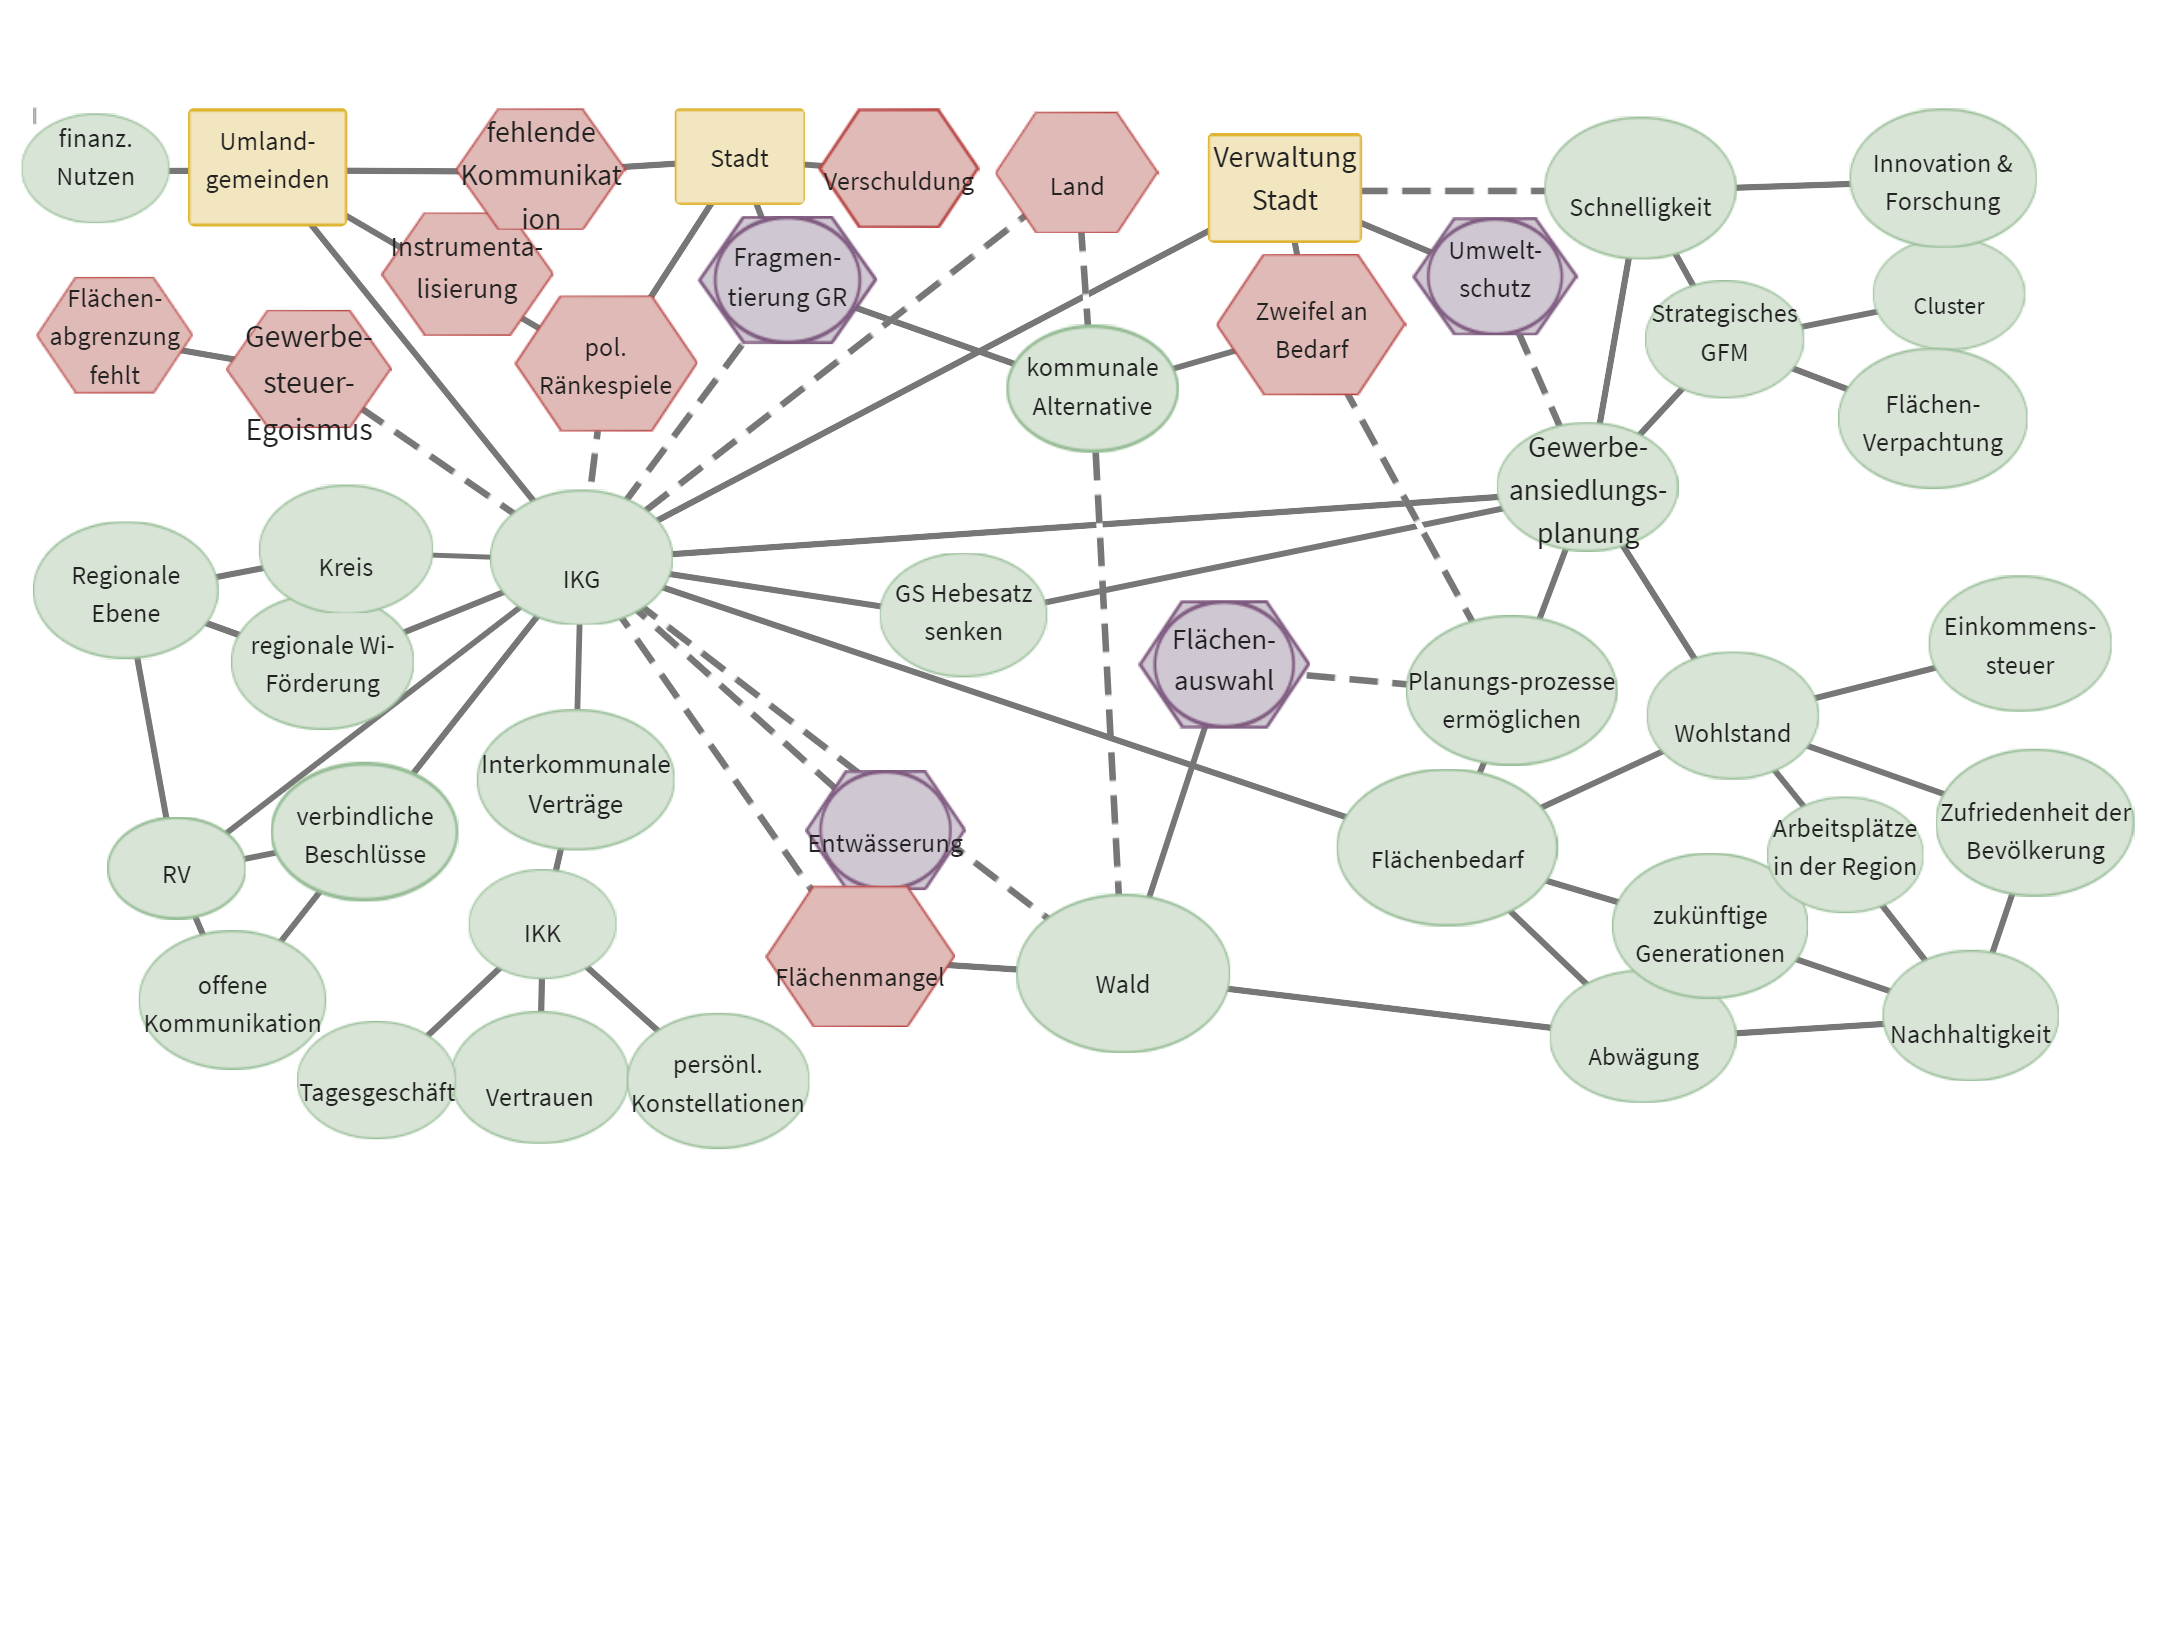 finanz.
Nutzen
Umland-
gemeinden
fehlende
Kommunikat
ion
Stadt
Verschuldung
Land
Verwaltung
Stadt
Schnelligkeit
Innovation &
Forschung
Instrumenta-
lisierung
Fragmen-
tierung GR
Umwelt-
schutz
Cluster
Flächen-
abgrenzung
fehlt
Gewerbe-
steuer-
Egoismus
pol.
Ränkespiele
kommunale
Alternative
Zweifel an
Bedarf
Strategisches
GFM
Flächen-
Verpachtung
Gewerbe-
ansiedlungs-
planung
Regionale
Ebene
Kreis
IKG
regionale Wi-
Förderung
GS Hebesatz
senken
Flächen-
auswahl
Planungs-prozesse
ermöglichen
Einkommens-
steuer
Wohlstand
Interkommunale
Verträge
verbindliche
Beschlüsse
RV
Entwässerung
Flächenbedarf
Arbeitsplätze
in der Region
Zufriedenheit der
Bevölkerung
zukünftige
Generationen
IKK
offene
Kommunikation
Flächenmangel
Wald
Abwägung
Nachhaltigkeit
Tagesgeschäft
Vertrauen
persönl.
Konstellationen